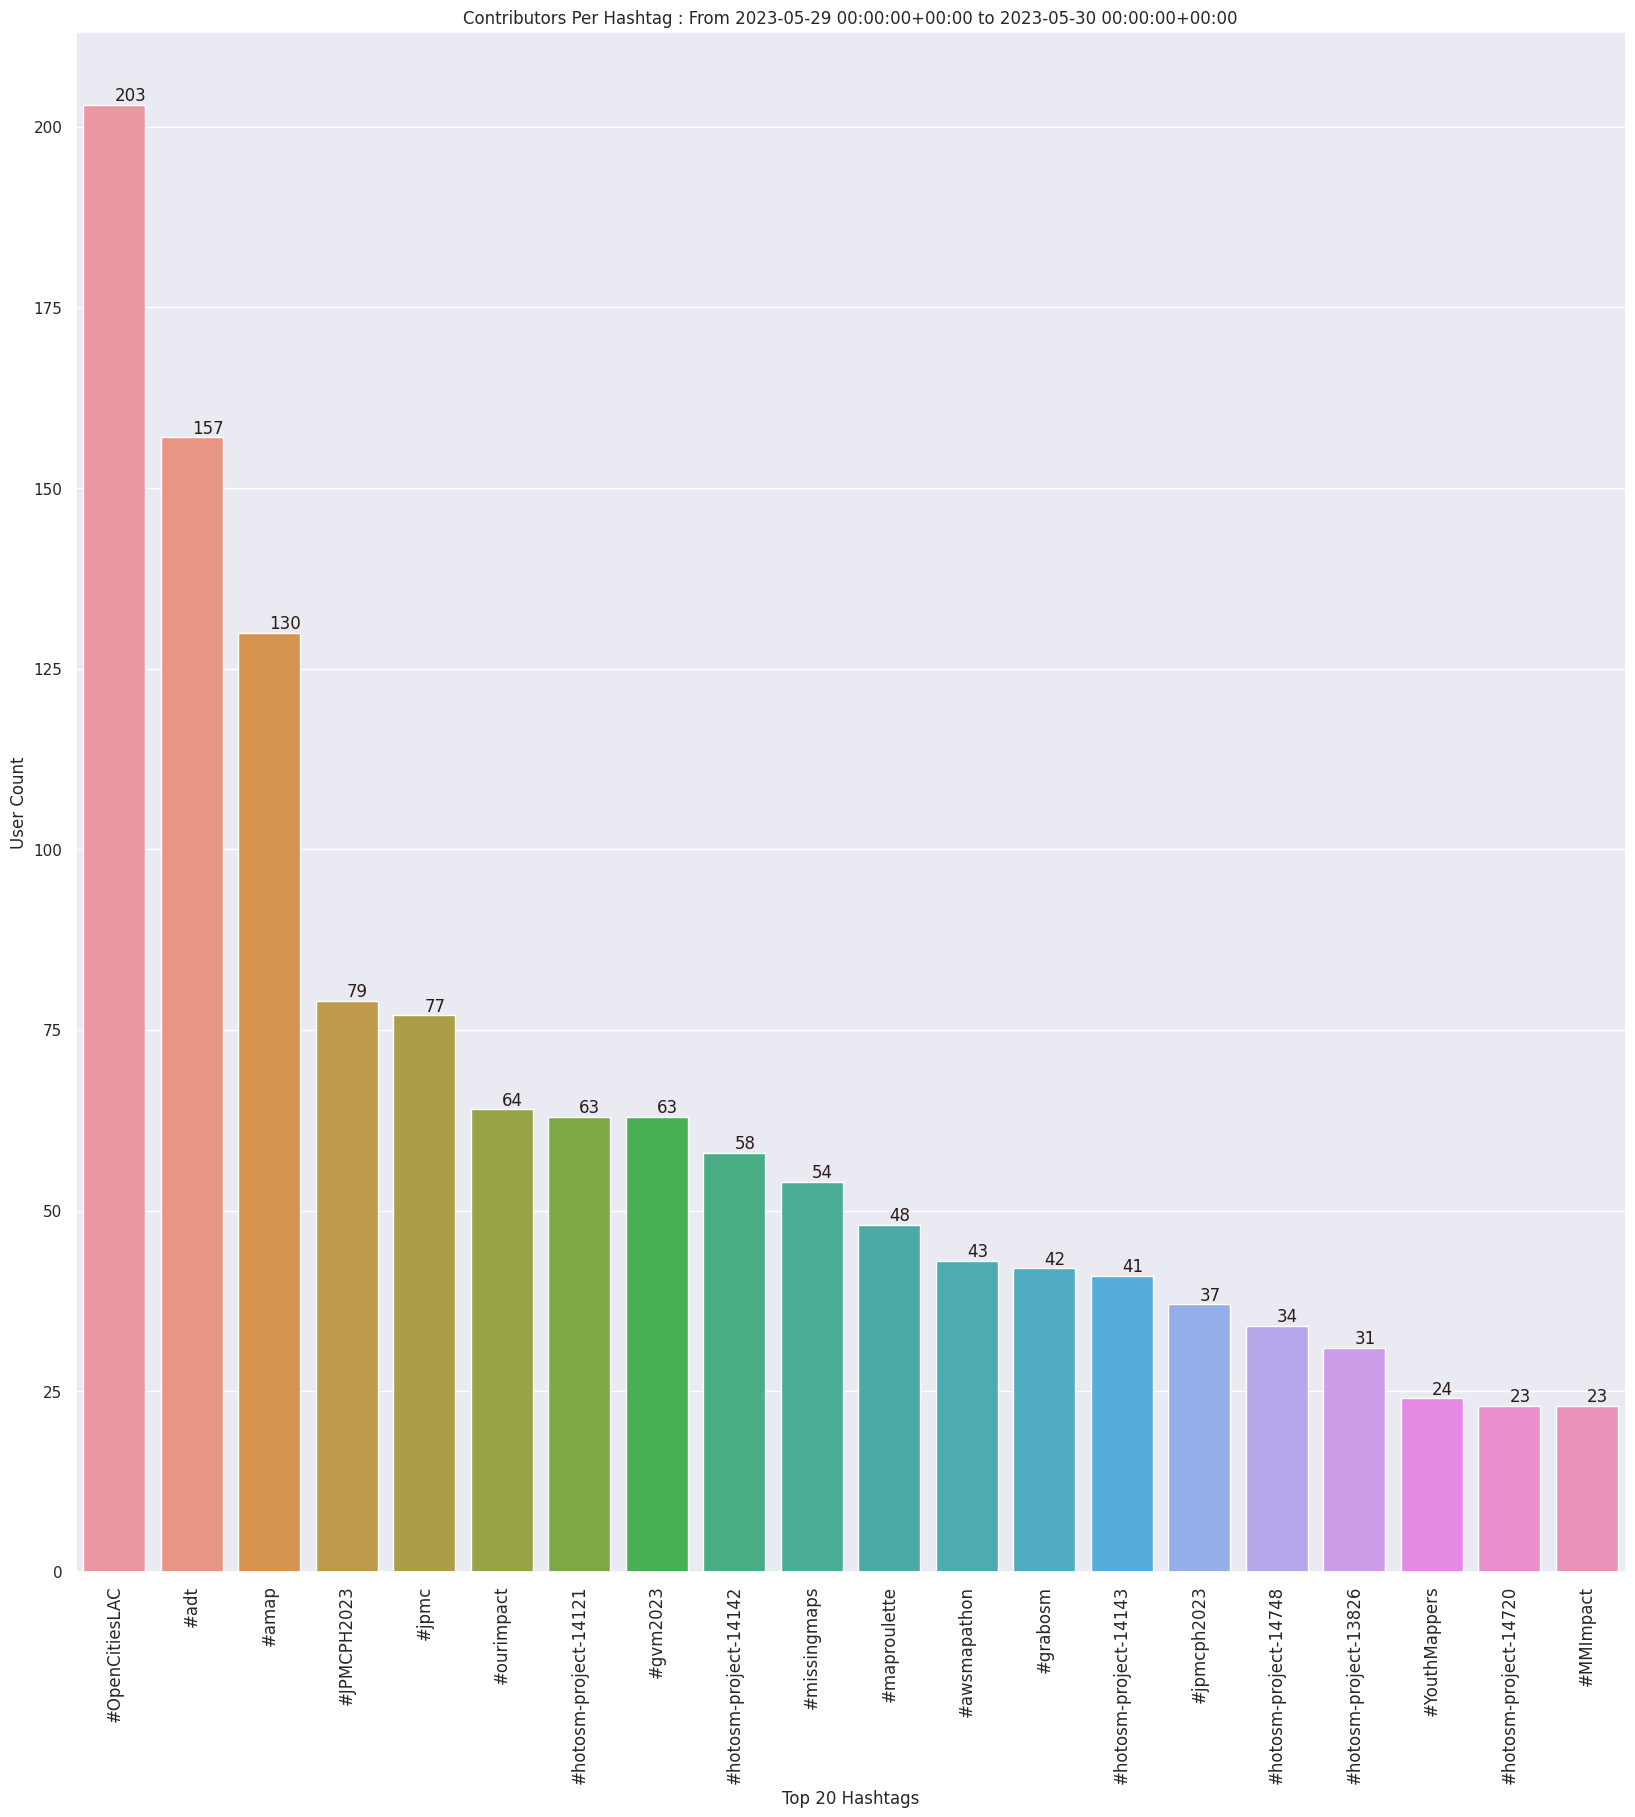 Contributors Per Hashtag : From 2023-05-29 00:00:00+00:00 to 2023-05-30 00:00:00+00:00
User Count
200
175
150
125
100
75
50
25
0
203
157
130
79
77
64
63
63
58
54
48
43
42
41
37
34
31
24
23
23
#OpenCitiesLAC
#adt
#amap
#JPMCPH2023
#jpmc
#ourimpact
#hotosm-project-14121
#gvm2023
#hotosm-project-14142
#missingmaps
#maproulette
#awsmapathon
#grabosm
#hotosm-project-14143
#jpmcph2023
#hotosm-project-14748
#hotosm-project-13826
#YouthMappers
#hotosm-project-14720
#MMImpact
Top 20 Hashtags